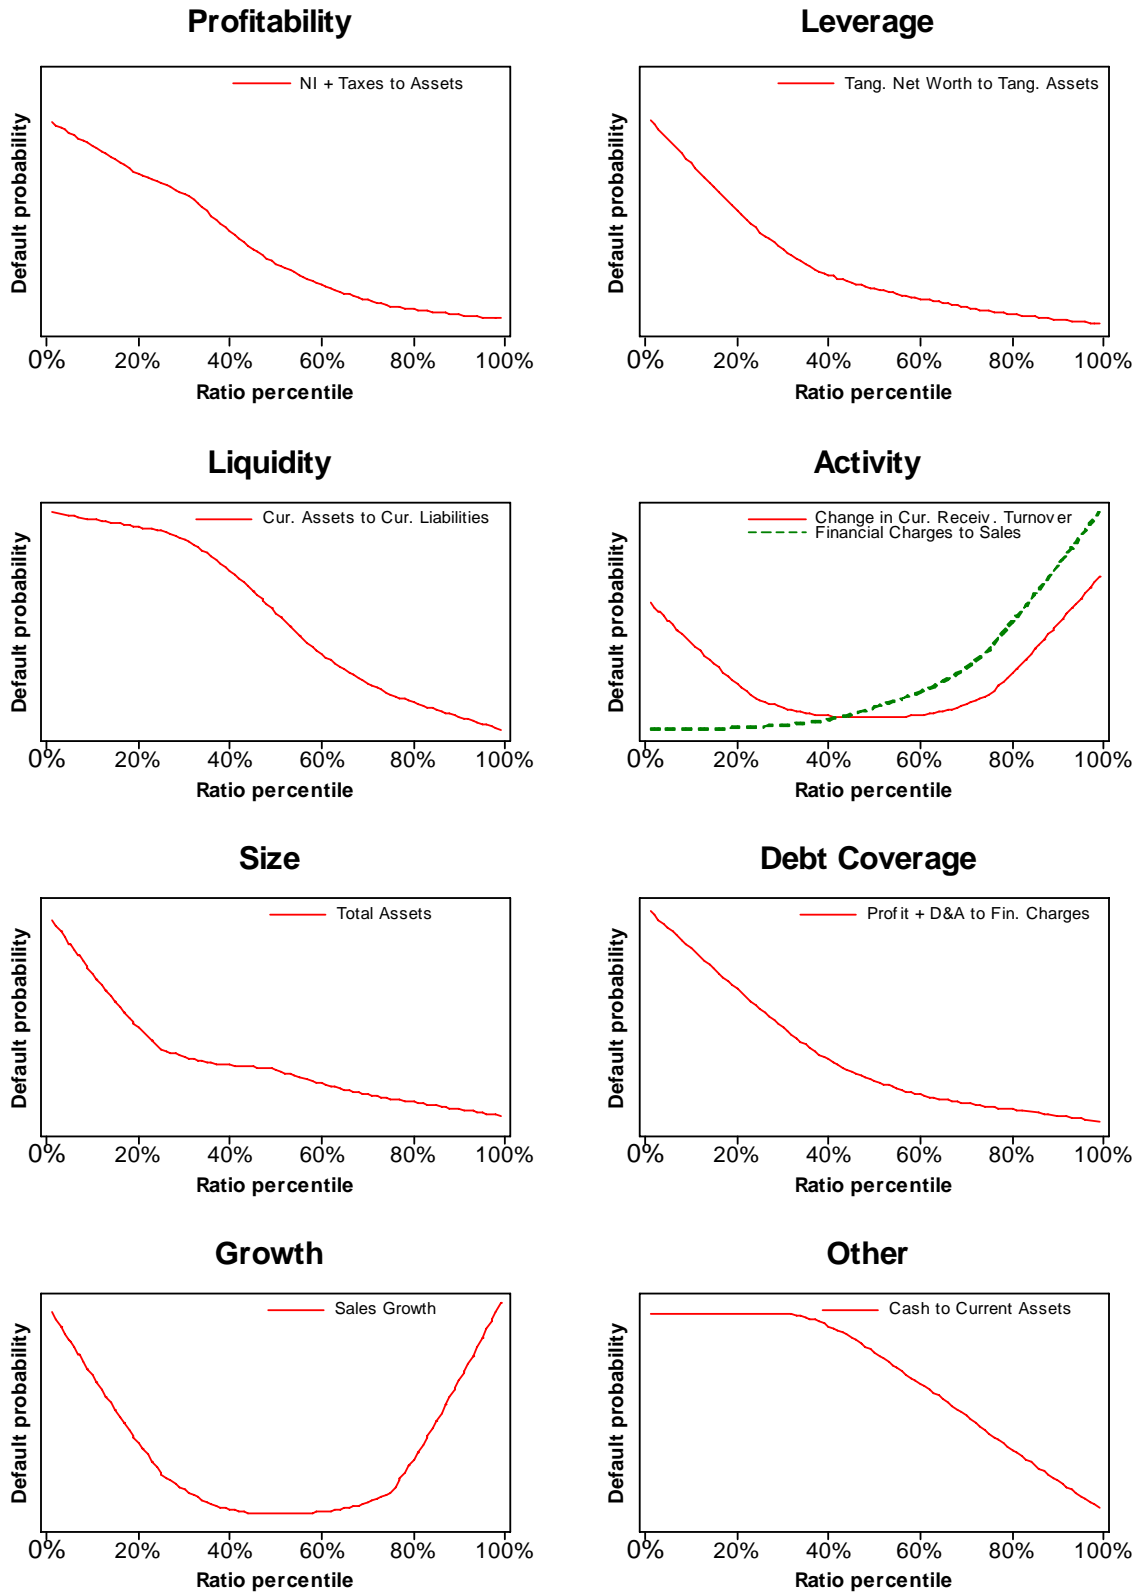 Profitability
NI + Taxes to Assets
Default probability
0% 20% 40% 60% 80% 100%
Ratio percentile
Leverage
Tang. Net Worth to Tang. Assets
Default probability
0% 20% 40% 60% 80% 100%
Ratio percentile
Liquidity
Cur. Assets to Cur. Liabilities
Default probability
0% 20% 40% 60% 80% 100%
Ratio percentile
Activity
Change in Cur. Receiv. Turnover
Financial Charges to Sales
Default probability
0% 20% 40% 60% 80% 100%
Ratio percentile
Size
Total Assets
Default probability
0% 20% 40% 60% 80% 100%
Ratio percentile
Debt Coverage
Profit + D&A to Fin. Charges
Default probability
0% 20% 40% 60% 80% 100%
Ratio percentile
Growth
Sales Growth
Default probability
0% 20% 40% 60% 80% 100%
Ratio percentile
Other
Cash to Current Assets
Default probability
0% 20% 40% 60% 80% 100%
Ratio percentile